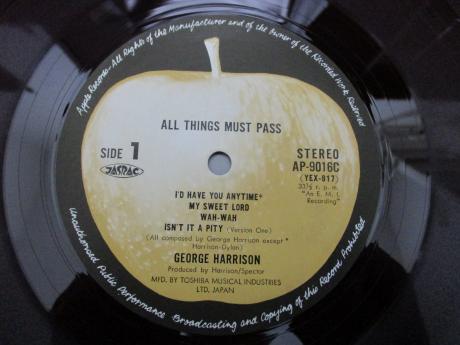 Apple Records. All Rights of the Manufacturer and of the Owner of the Recorded Work Reserved
ALL THINGS MUST PASS
SIDE 1
JASRAC
STEREO
AP-9016C
(YEX-817)
33⅓ r. p. m.
"An E. M. I.
Recording"
I'D HAVE YOU ANYTIME*
MY SWEET LORD
WAH-WAH
ISN'T IT A PITY (Version One)
(All composed by George Harrison except *
Harrison-Dylan)
GEORGE HARRISON
Produced by Harrison/Spector
MFD. BY TOSHIBA MUSICAL INDUSTRIES
LTD, JAPAN
Unauthorised Public Performance Broadcasting and Copying of this Record Prohibited